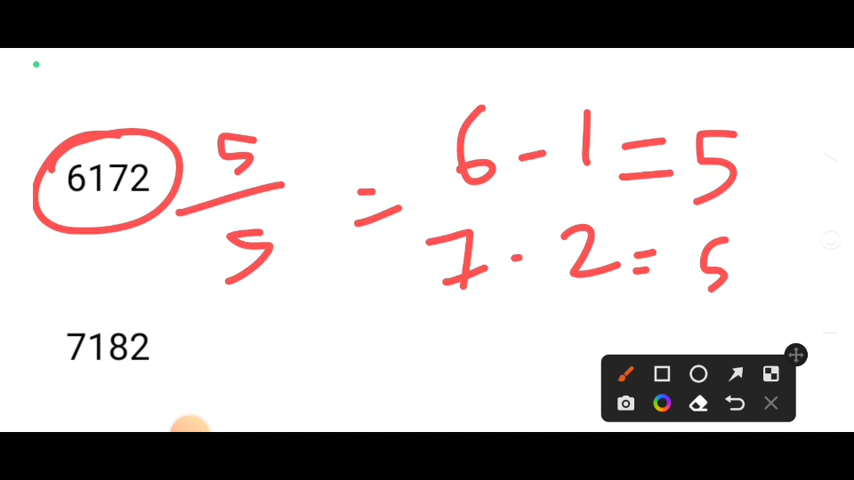 6 - 1 = 5
6172 5/5 =
7 - 2 = 5
7182